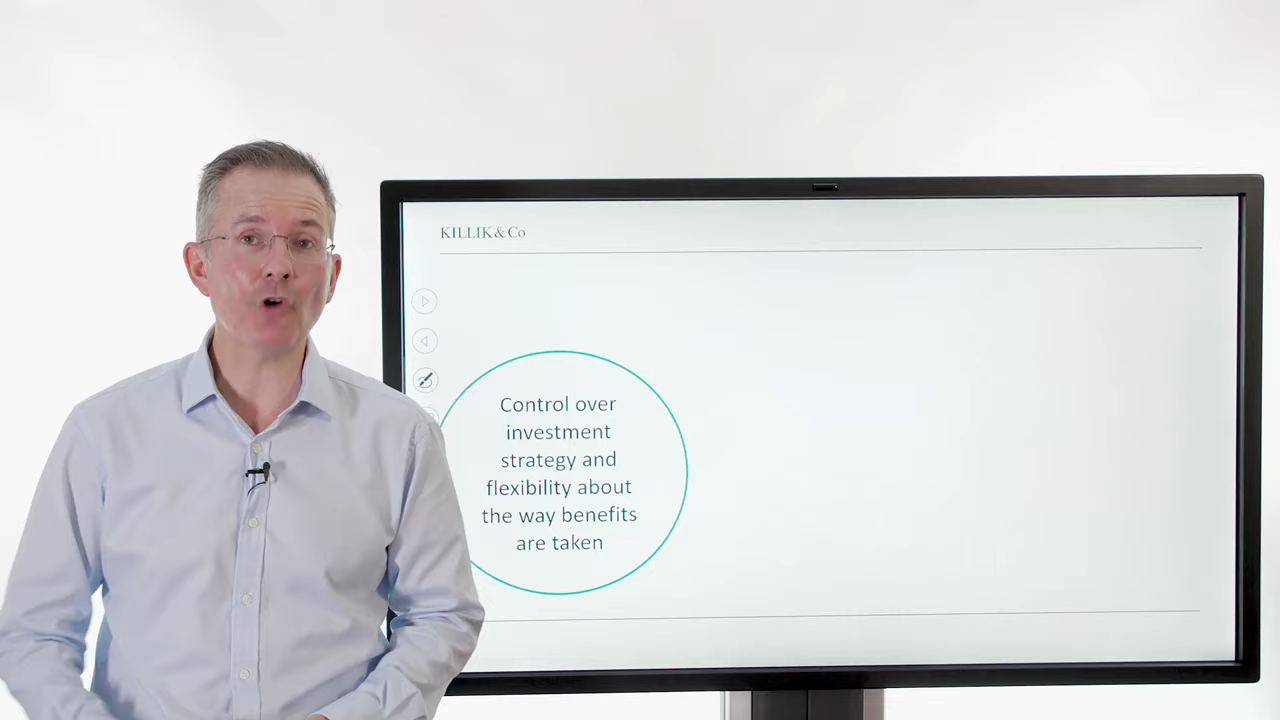 KILLIK & Co
Control over
investment
strategy and
flexibility about
the way benefits
are taken